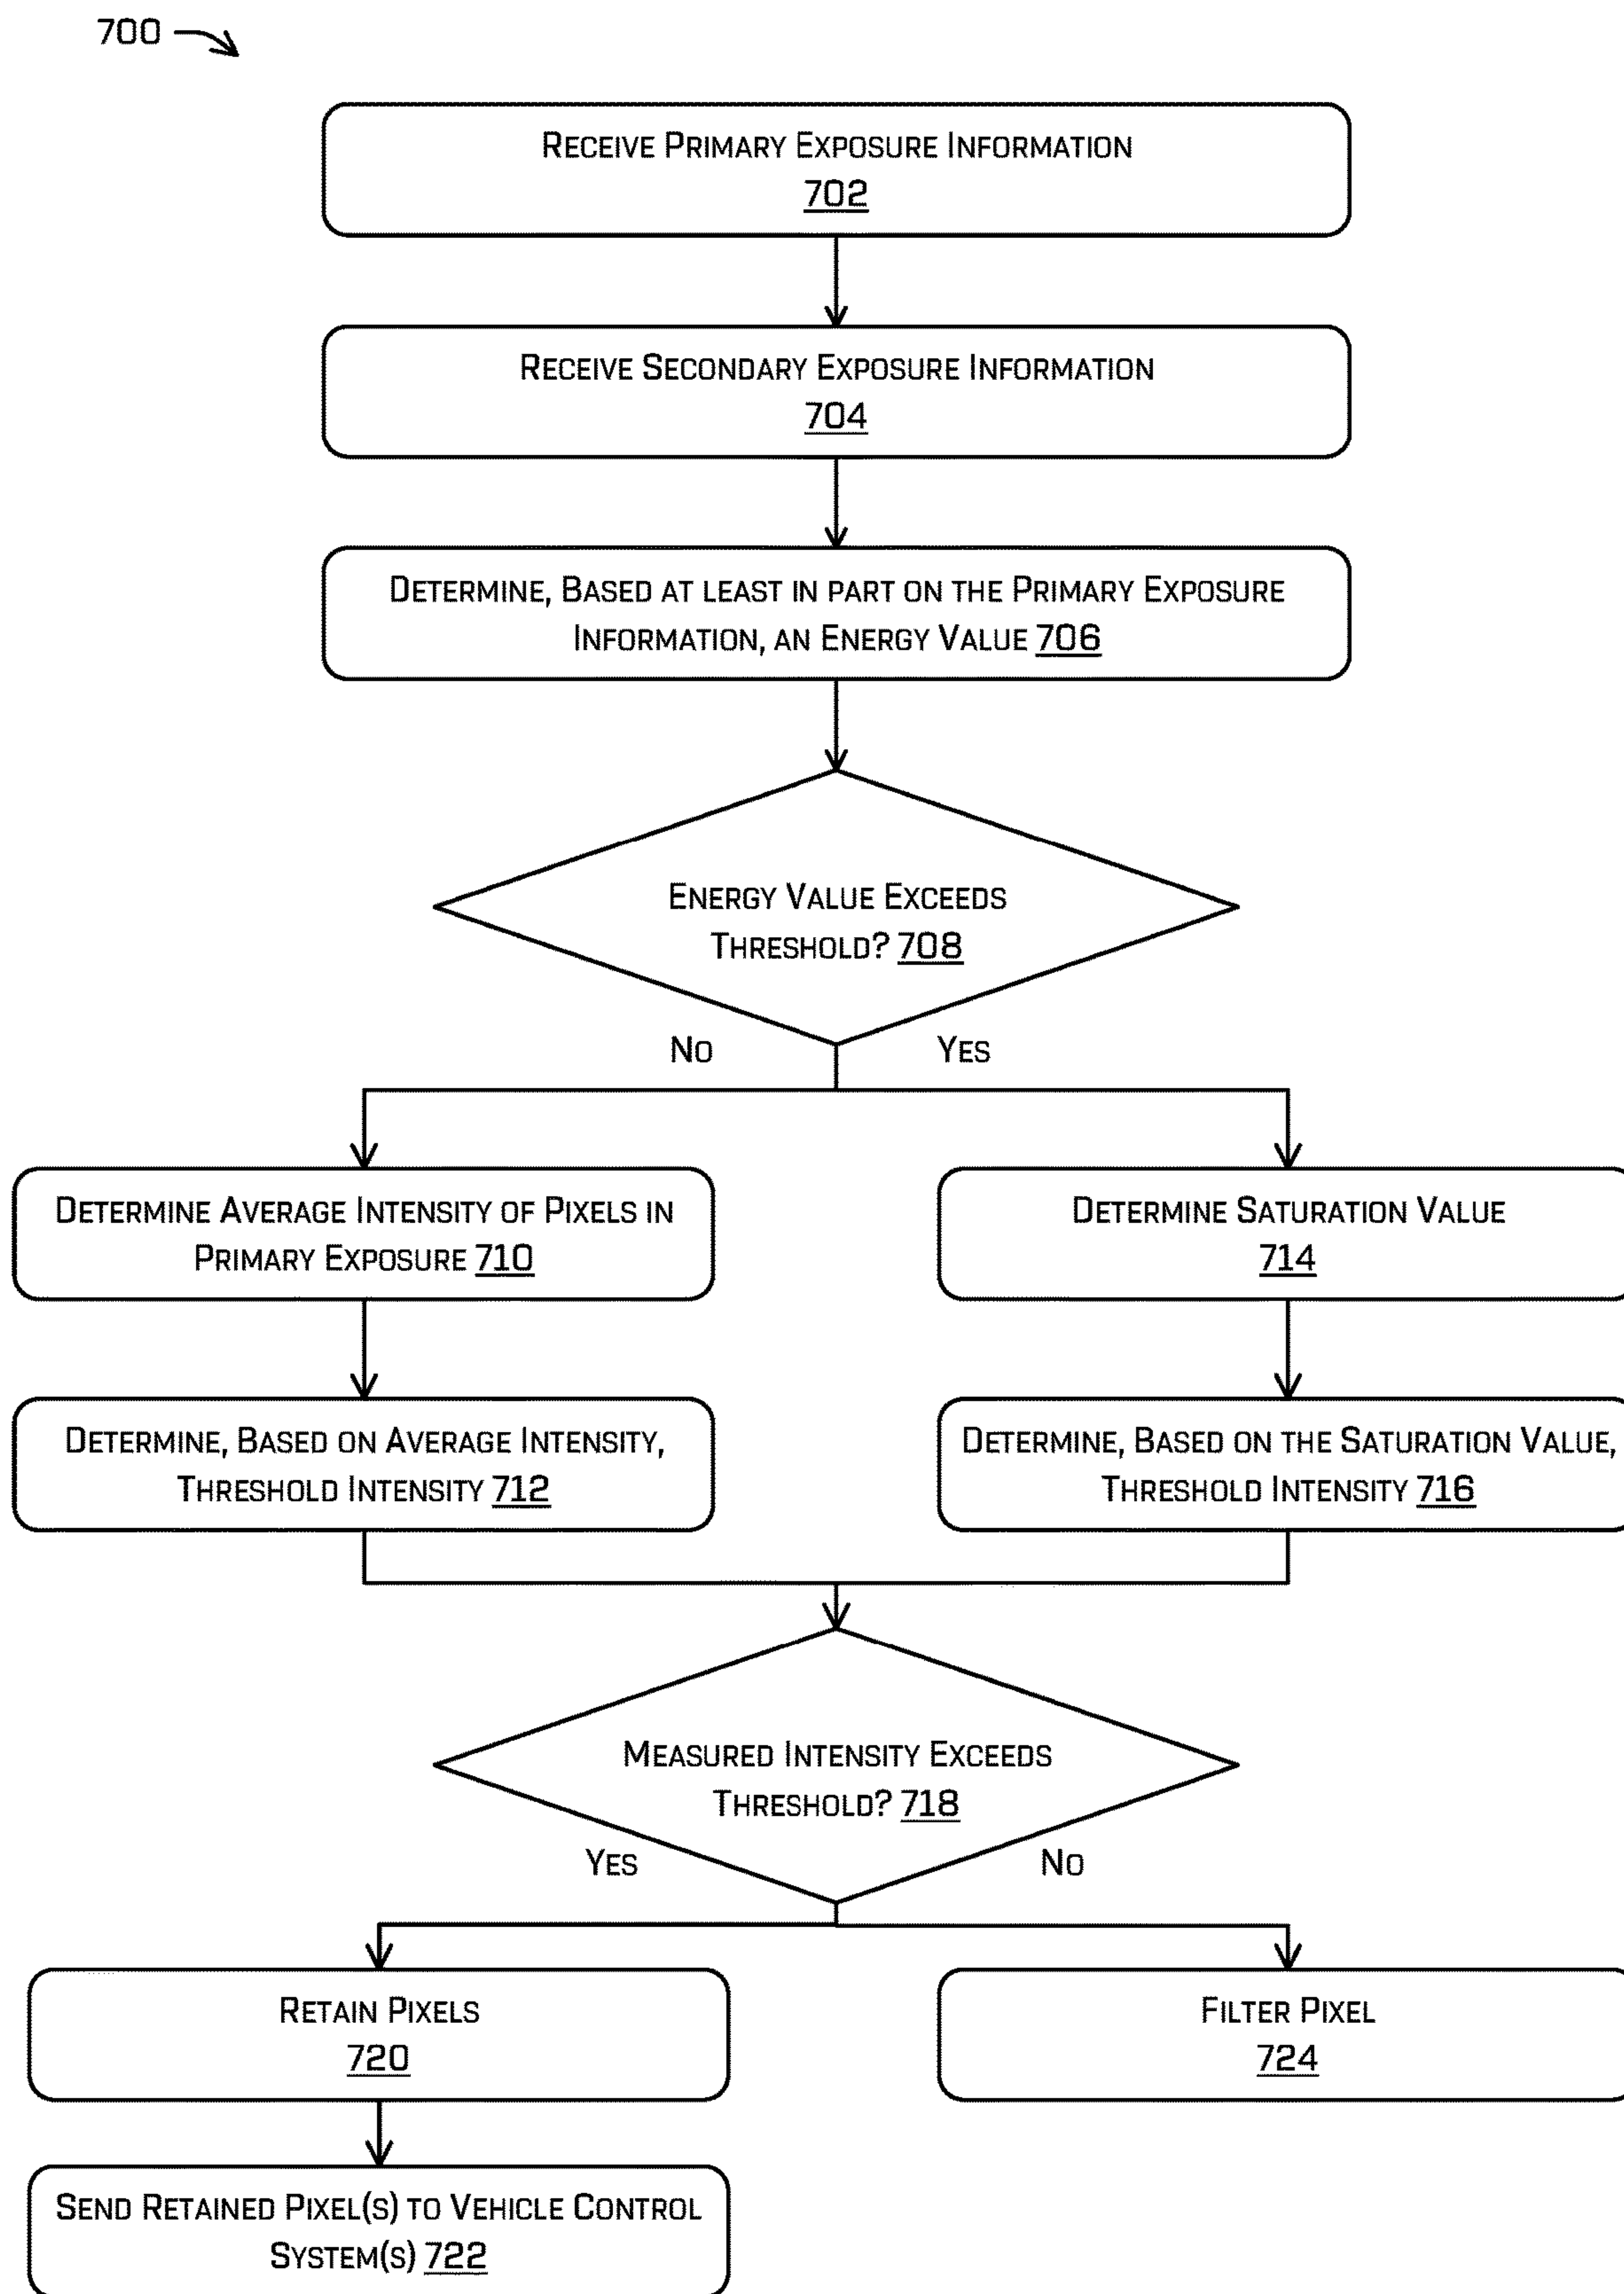 700
Receive Primary Exposure Information
702
Receive Secondary Exposure Information
704
Determine, Based at least in part on the Primary Exposure
Information, an Energy Value 706
Energy Value Exceeds
Threshold? 708
No
Yes
Determine Average Intensity of Pixels in
Primary Exposure 710
Determine Saturation Value
714
Determine, Based on Average Intensity,
Threshold Intensity 712
Determine, Based on the Saturation Value,
Threshold Intensity 716
Measured Intensity Exceeds
Threshold? 718
Yes
No
Retain Pixels
720
Filter Pixel
724
Send Retained Pixel(s) to Vehicle Control
System(s) 722